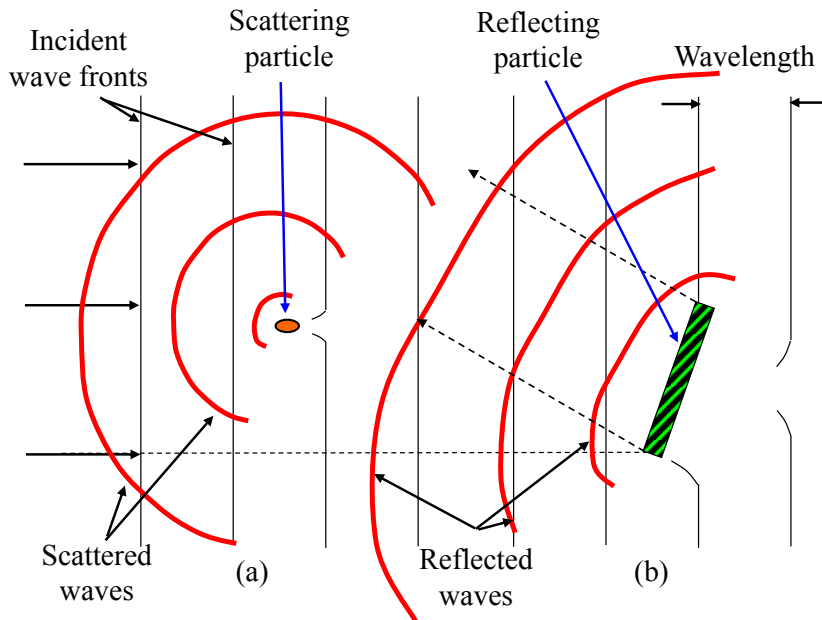 Incident
wave fronts
Scattering
particle
Reflecting
particle
Wavelength
Scattered
waves
(a)
Reflected
waves
(b)